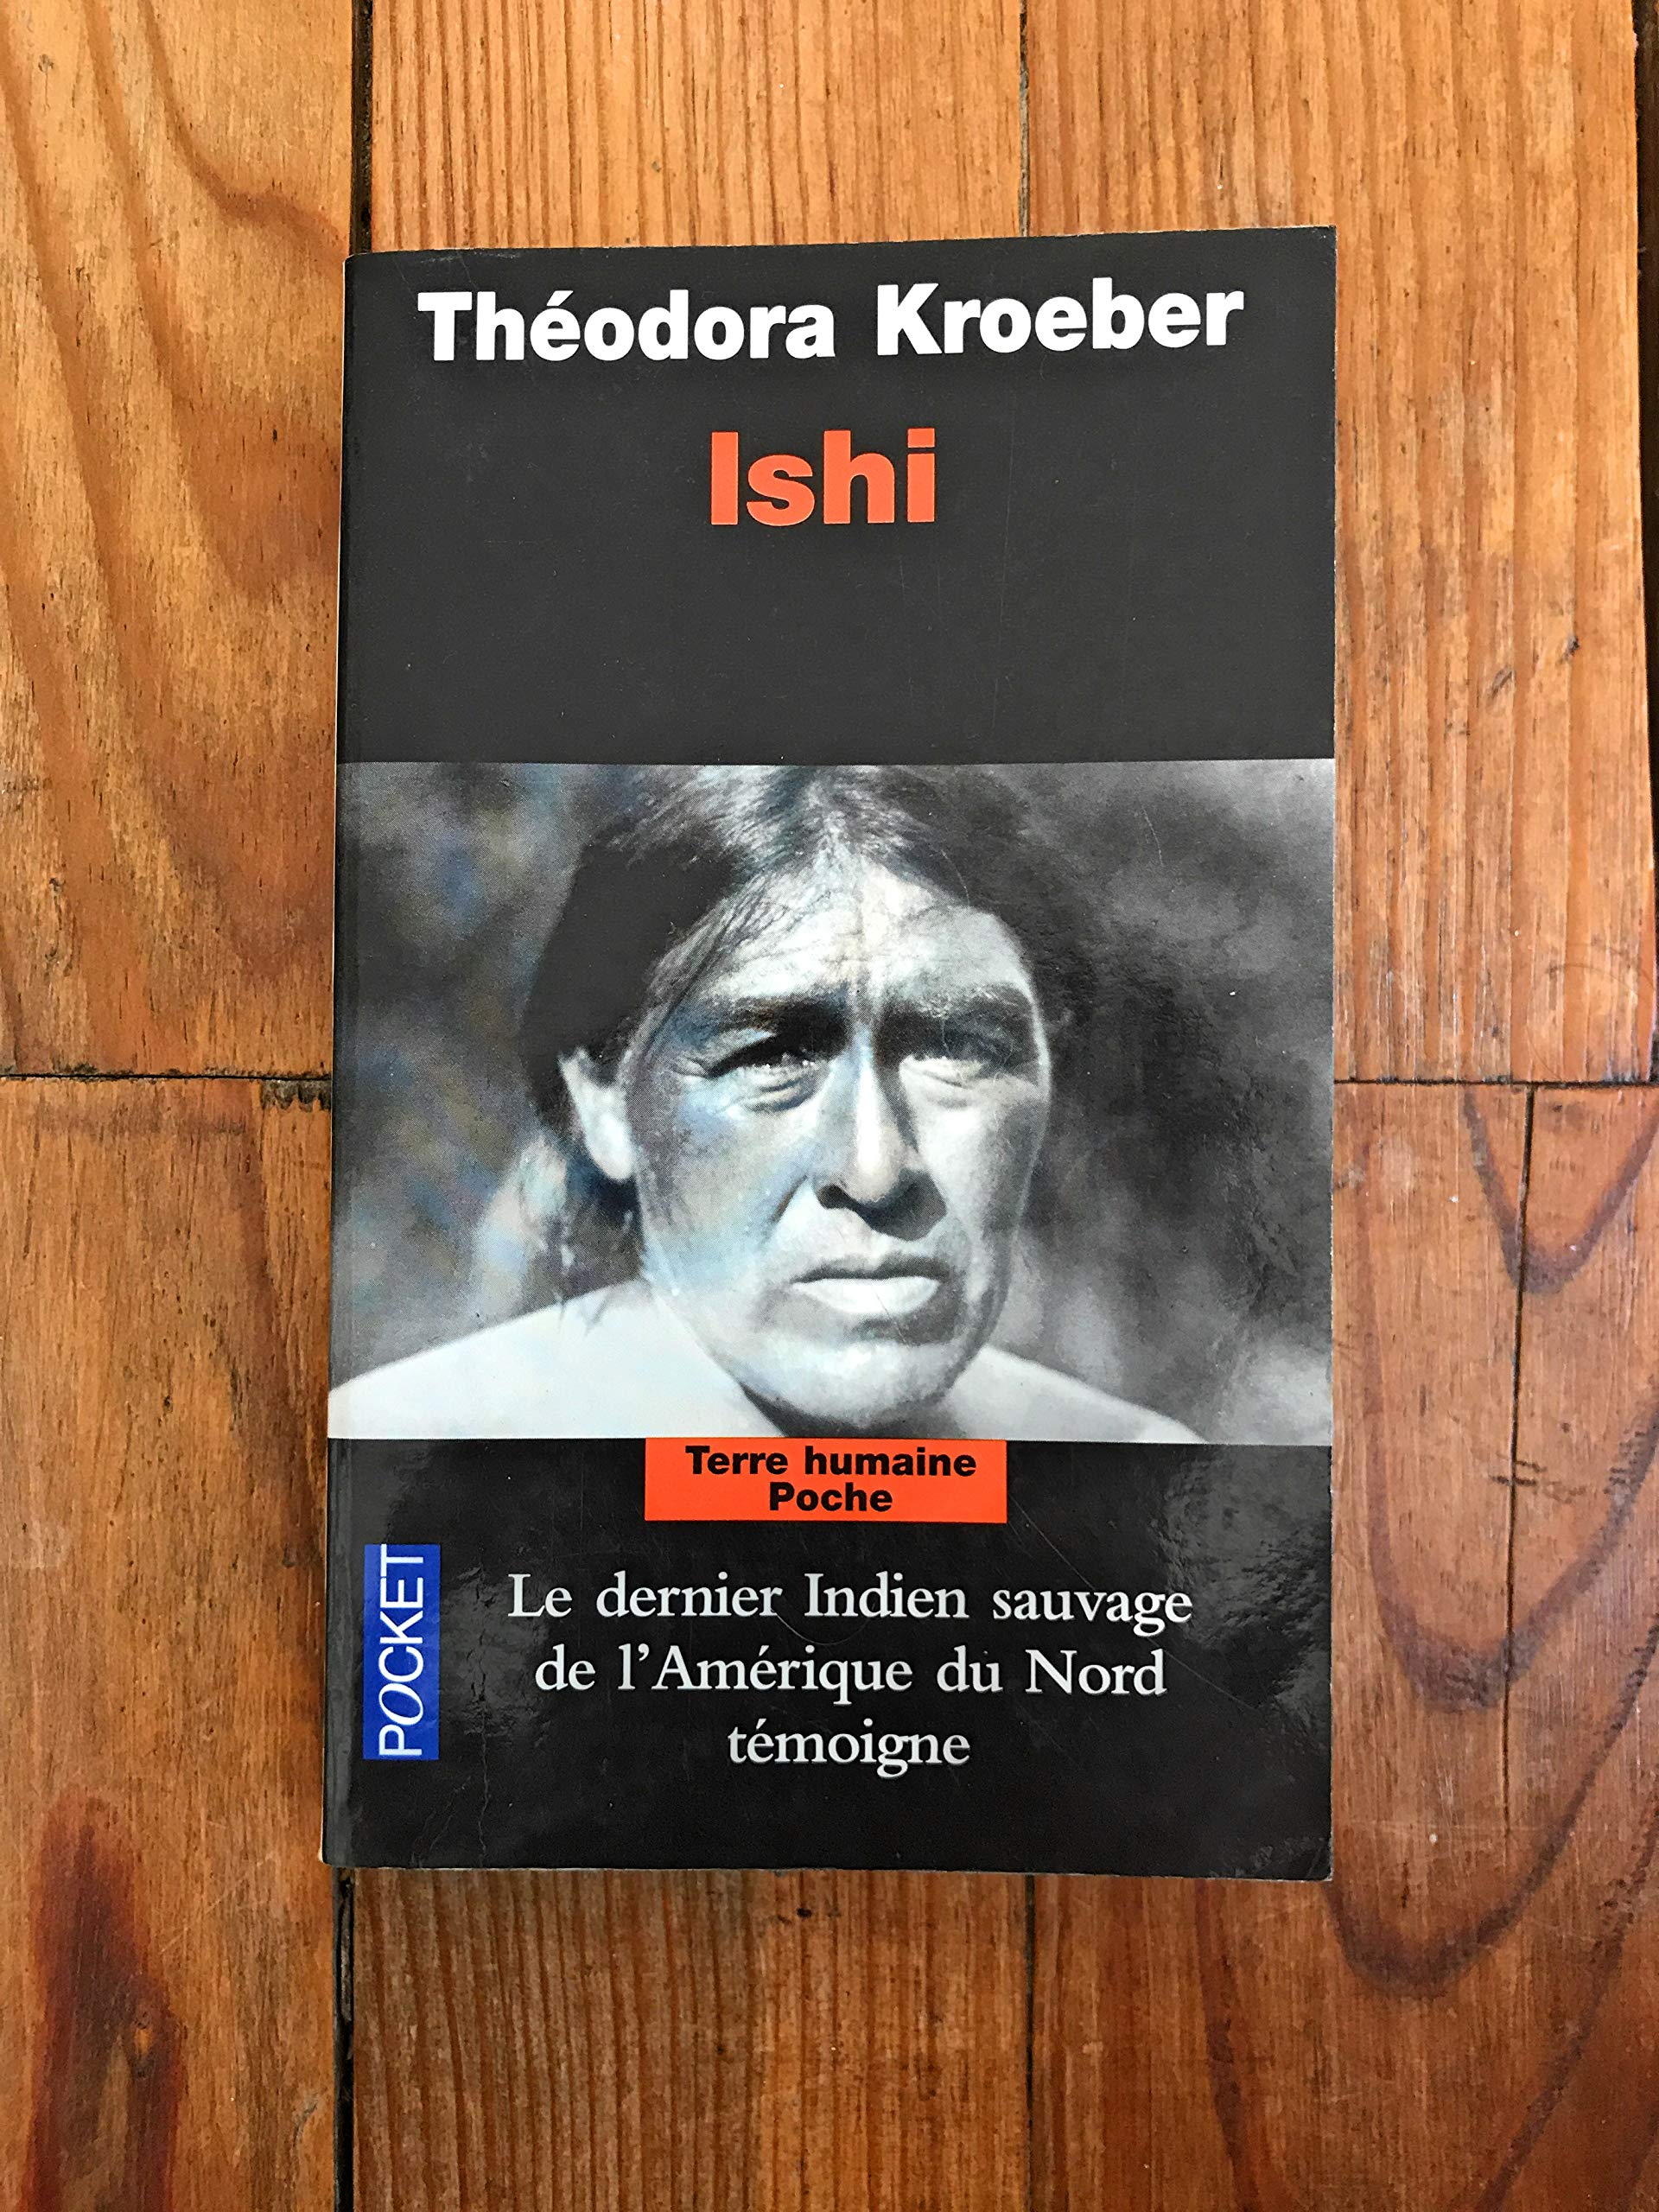 Théodora Kroeber
Ishi
Terre humaine
Poche
POCKET
Le dernier Indien sauvage
de l'Amérique du Nord
témoigne